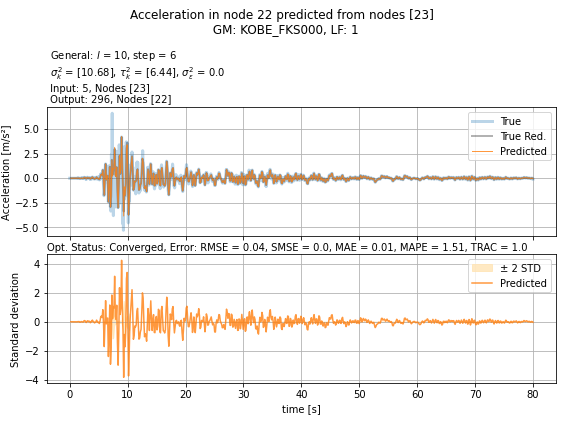 Acceleration in node 22 predicted from nodes [23]
GM: KOBE_FKS000, LF: 1
General: l = 10, step = 6
σ²ₖ = [10.68], τ²ₖ = [6.44], σ²_ε = 0.0
Input: 5, Nodes [23]
Output: 296, Nodes [22]
Acceleration [m/s²]
5.0
2.5
0.0
−2.5
−5.0
True
True Red.
Predicted
Opt. Status: Converged, Error: RMSE = 0.04, SMSE = 0.0, MAE = 0.01, MAPE = 1.51, TRAC = 1.0
Standard deviation
4
2
0
−2
−4
± 2 STD
Predicted
0 10 20 30 40 50 60 70 80
time [s]